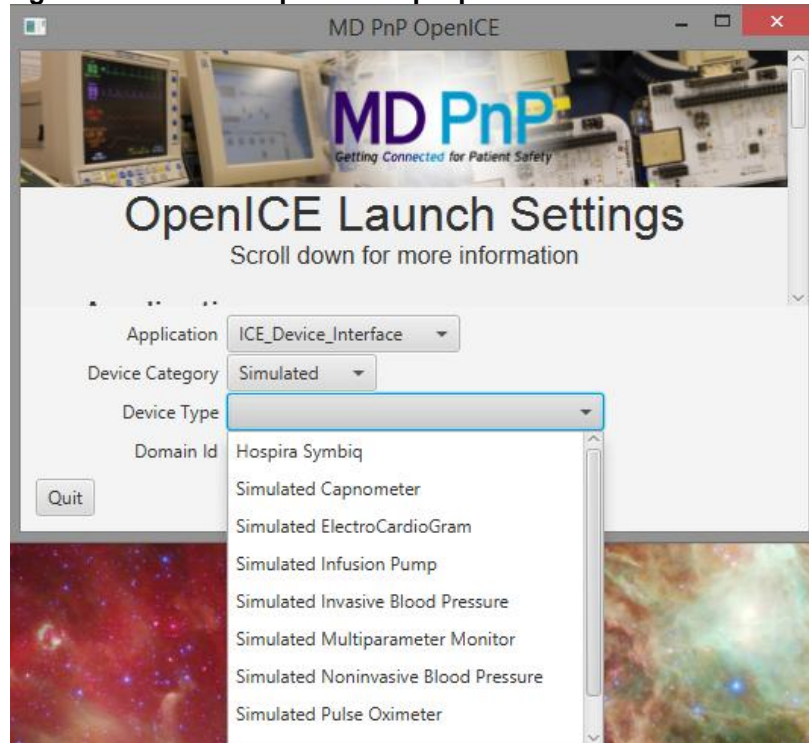 MD PnP OpenICE
MD PnP
Getting Connected for Patient Safety
OpenICE Launch Settings
Scroll down for more information
Application ICE_Device_Interface
Device Category Simulated
Device Type
Domain Id
Hospira Symbiq
Simulated Capnometer
Quit
Simulated ElectroCardioGram
Simulated Infusion Pump
Simulated Invasive Blood Pressure
Simulated Multiparameter Monitor
Simulated Noninvasive Blood Pressure
Simulated Pulse Oximeter